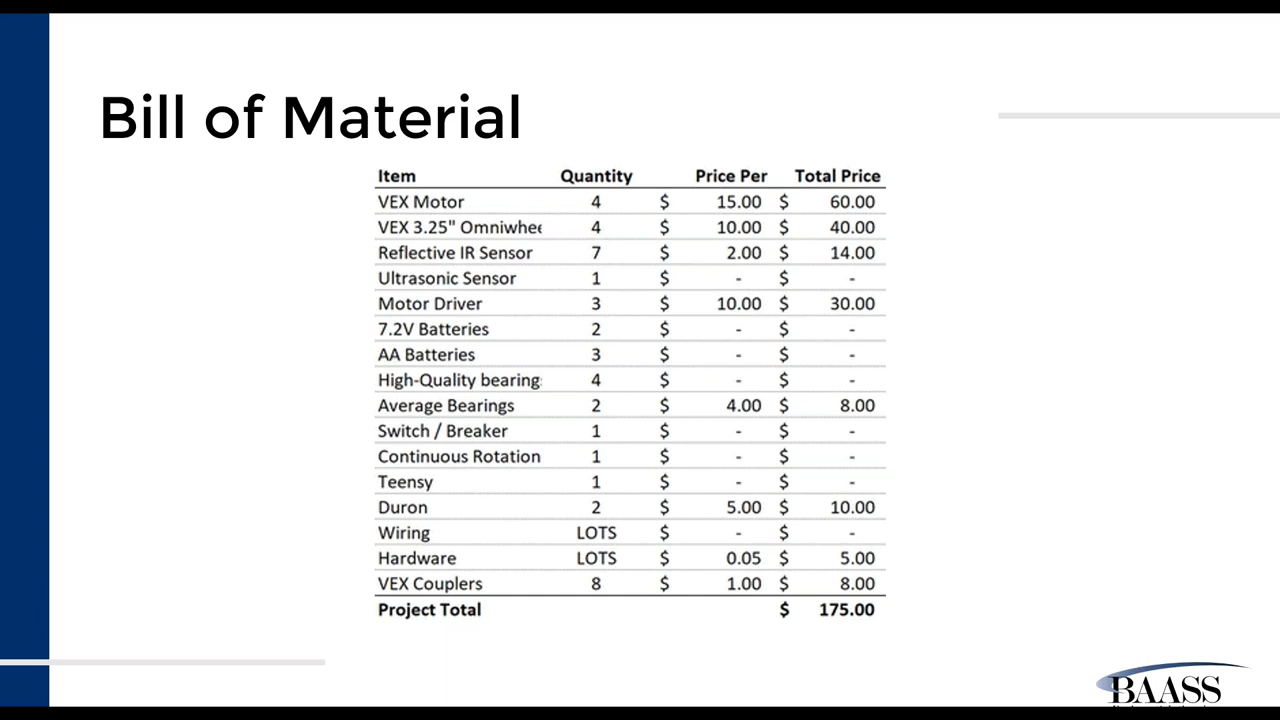 Bill of Material
Item Quantity Price Per Total Price
VEX Motor 4 $ 15.00 $ 60.00
VEX 3.25" Omniwhee 4 $ 10.00 $ 40.00
Reflective IR Sensor 7 $ 2.00 $ 14.00
Ultrasonic Sensor 1 $ - $ -
Motor Driver 3 $ 10.00 $ 30.00
7.2V Batteries 2 $ - $ -
AA Batteries 3 $ - $ -
High-Quality bearing 4 $ - $ -
Average Bearings 2 $ 4.00 $ 8.00
Switch / Breaker 1 $ - $ -
Continuous Rotation 1 $ - $ -
Teensy 1 $ - $ -
Duron 2 $ 5.00 $ 10.00
Wiring LOTS $ - $ -
Hardware LOTS $ 0.05 $ 5.00
VEX Couplers 8 $ 1.00 $ 8.00
Project Total $ 175.00
BAASS